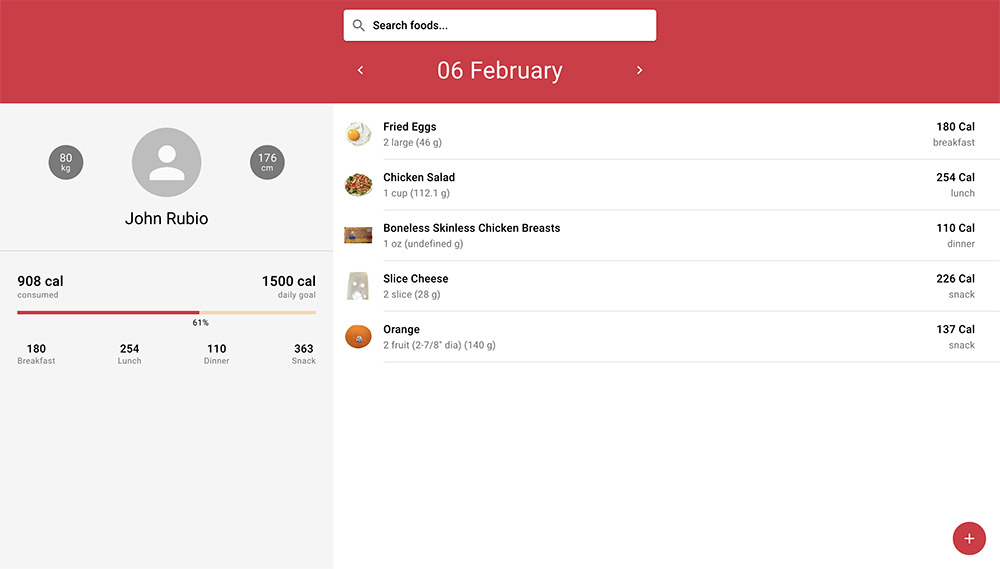 Search foods...
06 February
80
kg
176
cm
John Rubio
908 cal
consumed
1500 cal
daily goal
61%
180
Breakfast
254
Lunch
110
Dinner
363
Snack
Fried Eggs
2 large (46 g)
180 Cal
breakfast
Chicken Salad
1 cup (112.1 g)
254 Cal
lunch
Boneless Skinless Chicken Breasts
1 oz (undefined g)
110 Cal
dinner
Slice Cheese
2 slice (28 g)
226 Cal
snack
Orange
2 fruit (2-7/8" dia) (140 g)
137 Cal
snack